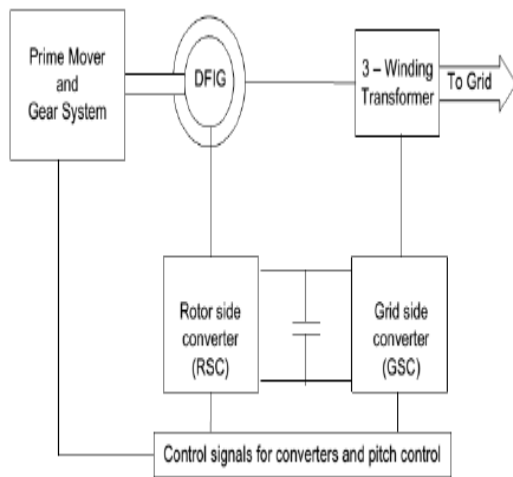 Prime Mover
and
Gear System
DFIG
3 – Winding
Transformer
To Grid
Rotor side
converter
(RSC)
Grid side
converter
(GSC)
Control signals for converters and pitch control